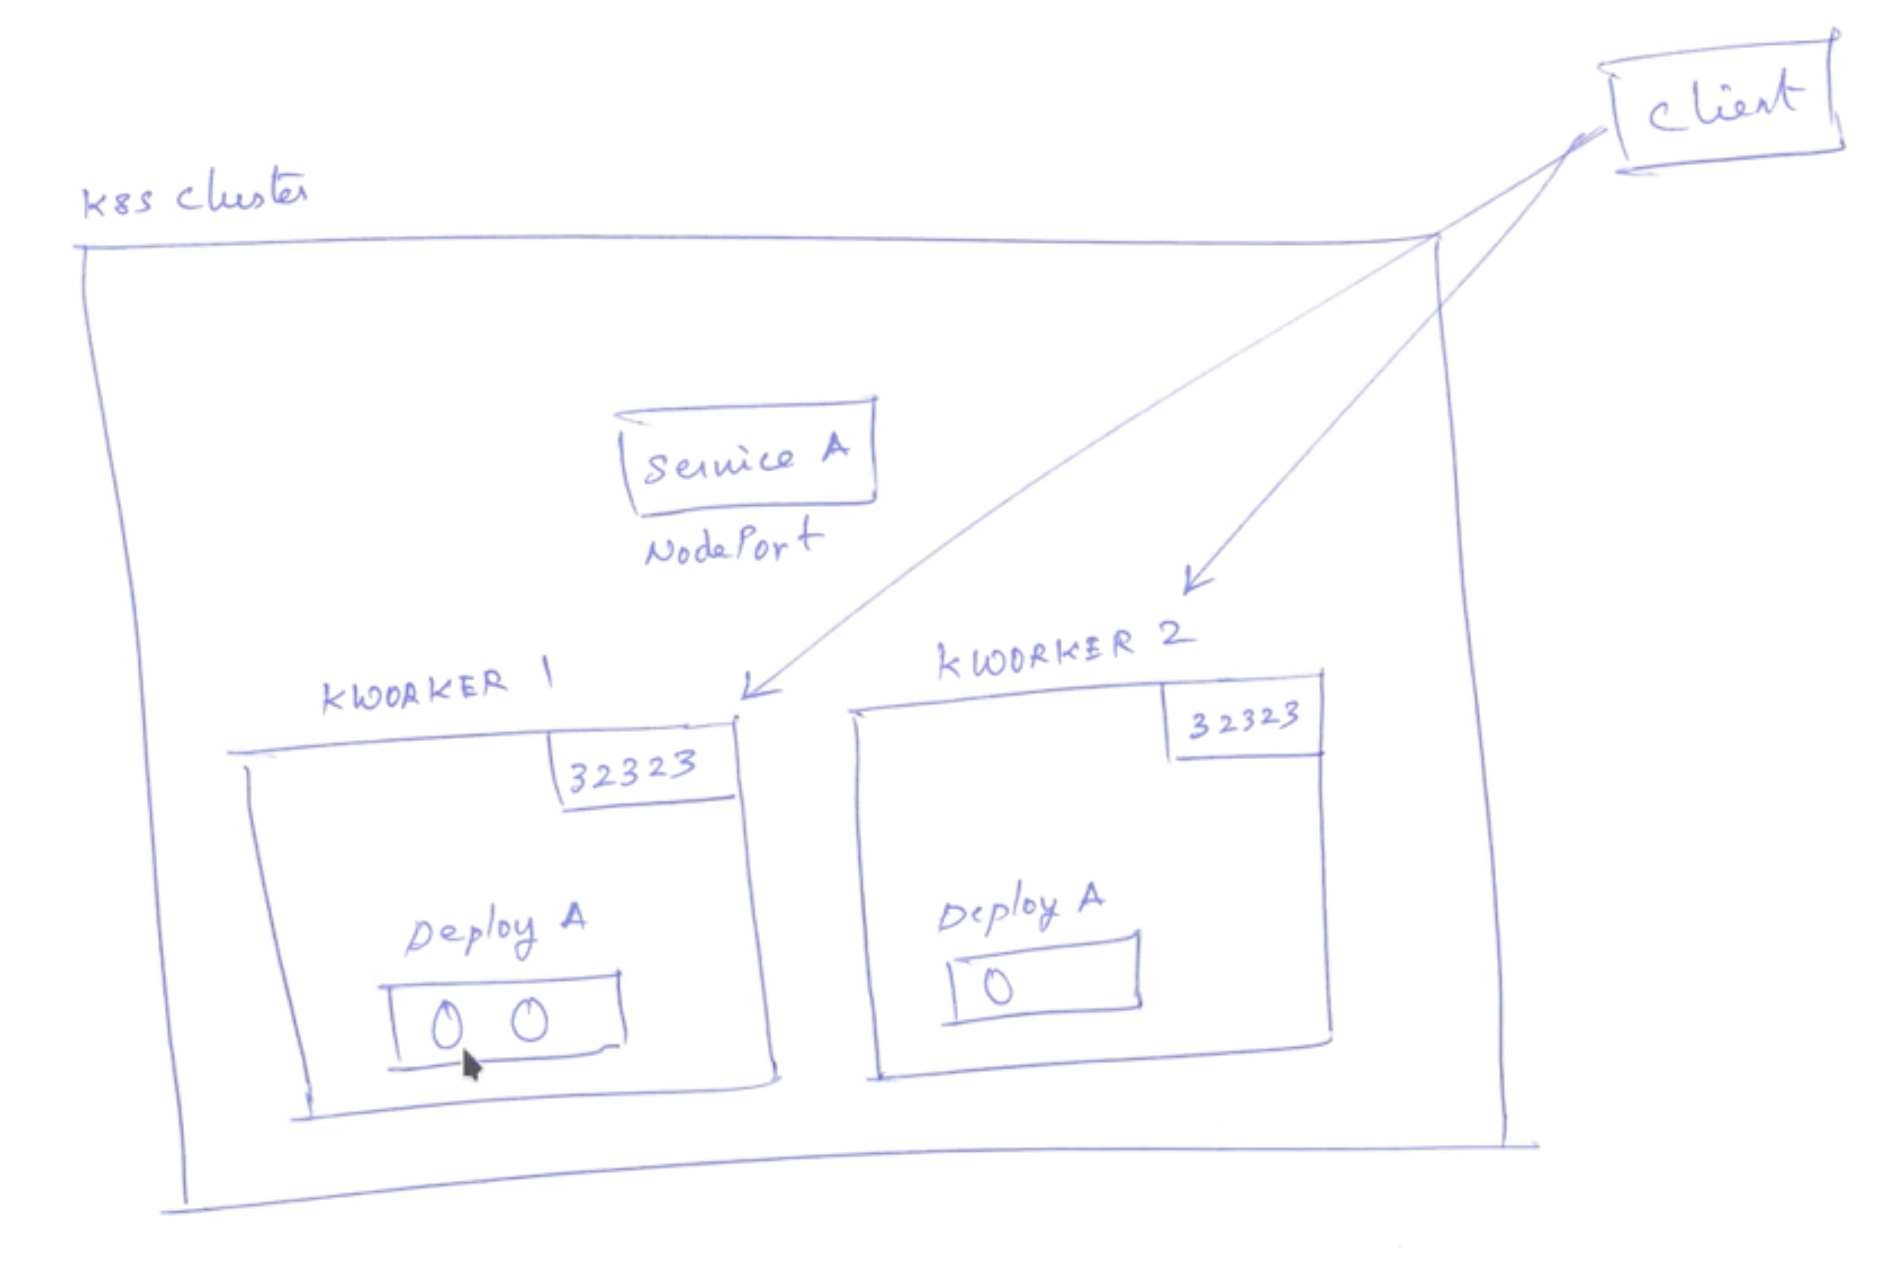 client
K8S cluster
Service A
NodePort
KWORKER 1
KWORKER 2
32323
32323
Deploy A
Deploy A